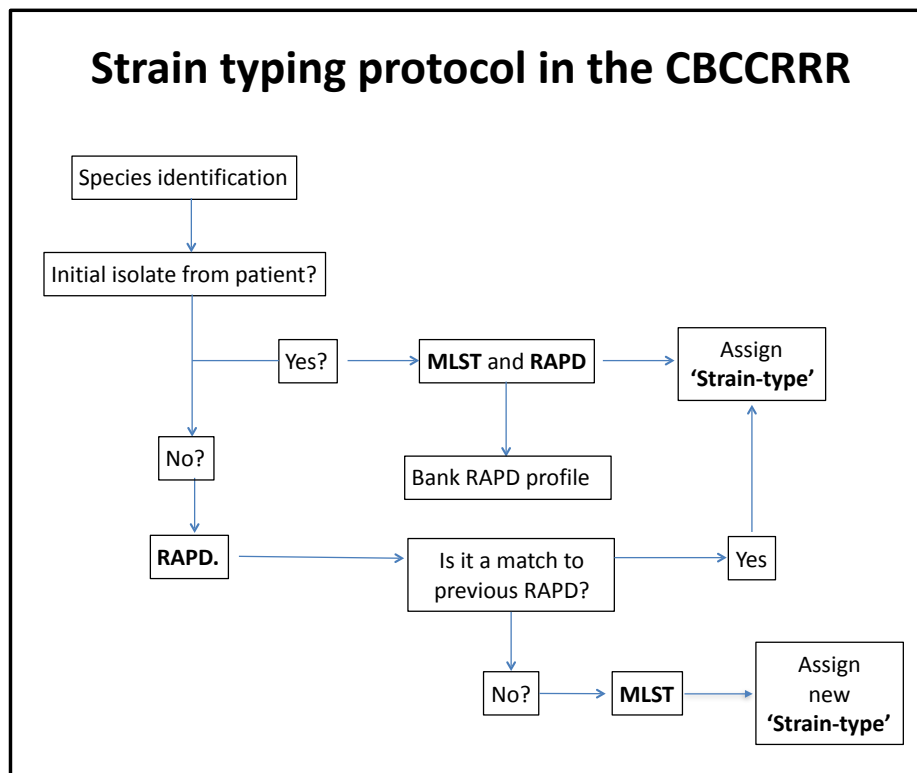 Strain typing protocol in the CBCCRRR
Species identification
Initial isolate from patient?
Yes?
MLST and RAPD
Assign
‘Strain-type’
No?
Bank RAPD profile
RAPD.
Is it a match to
previous RAPD?
Yes
No?
MLST
Assign
new
‘Strain-type’